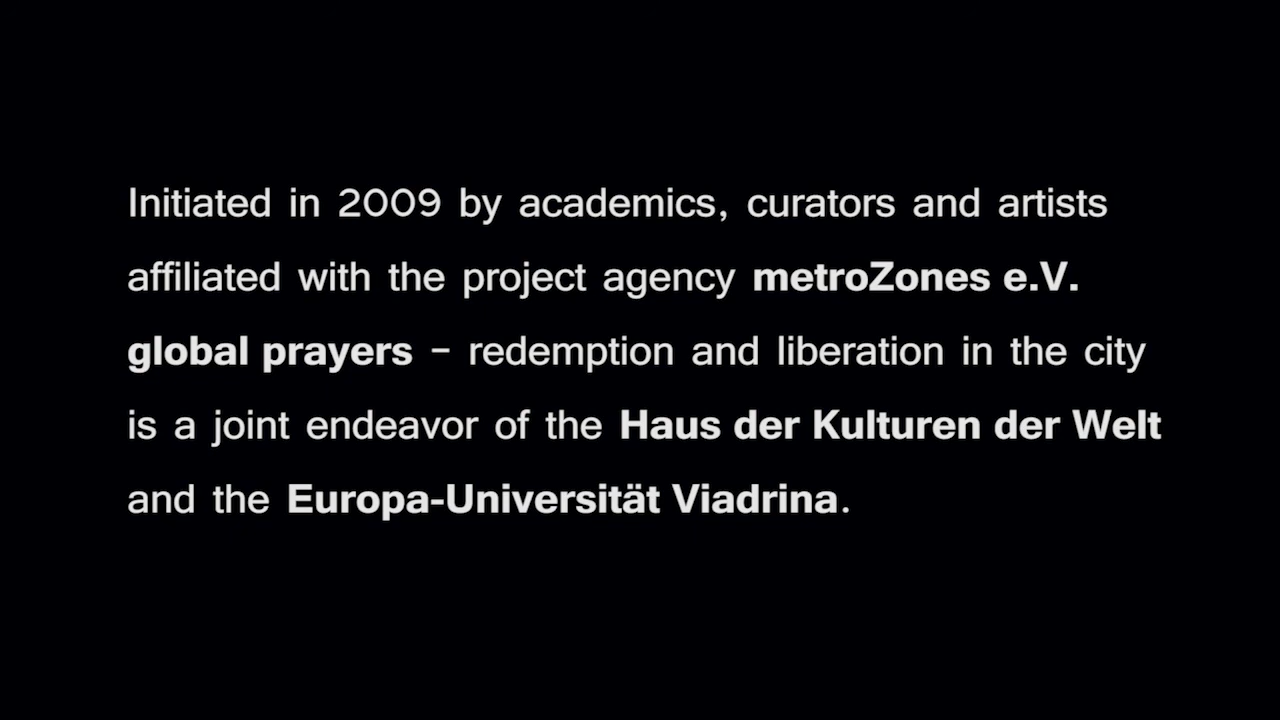 Initiated in 2009 by academics, curators and artists
affiliated with the project agency metroZones e.V.
global prayers – redemption and liberation in the city
is a joint endeavor of the Haus der Kulturen der Welt
and the Europa-Universität Viadrina.